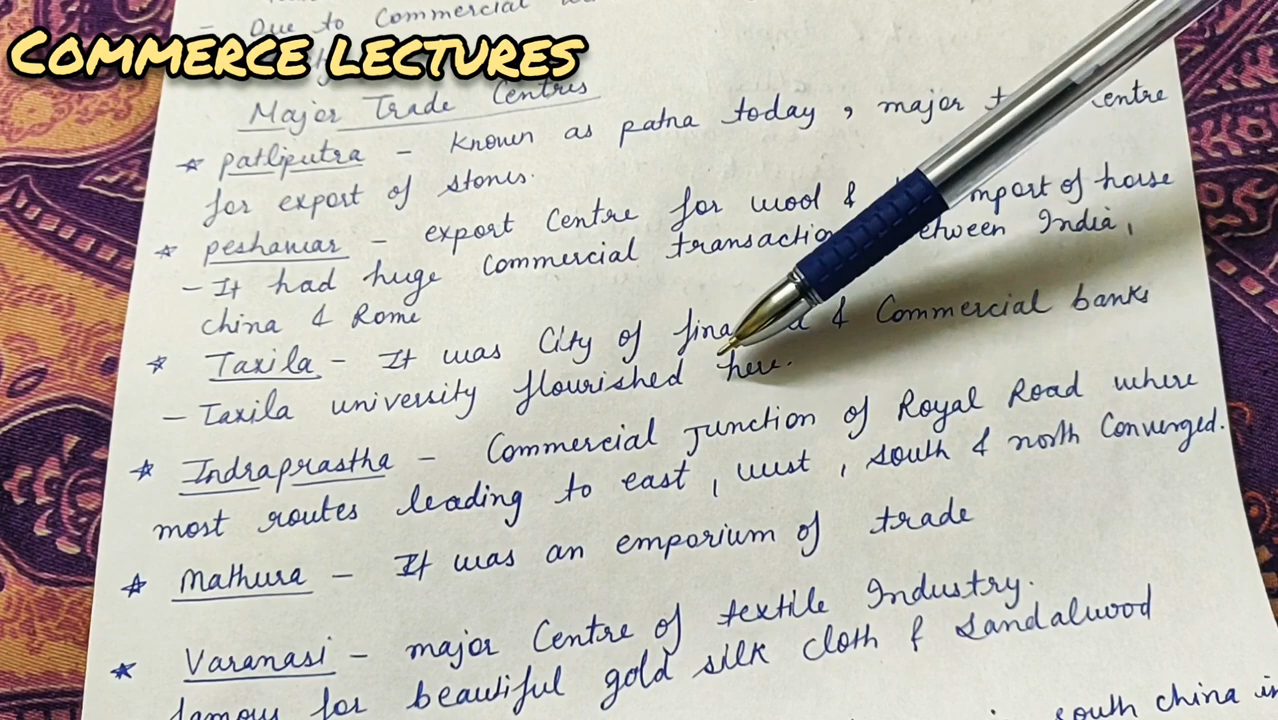 - Due to Commercial
COMMERCE LECTURES
Major Trade Centres
* Patliputra - Known as patna today, major centre
for export of stones.
* Peshawar - export Centre for wool & import of horse
- It had huge commercial transaction between India,
china & Rome
* Taxila - It was City of & Commercial banks
- Taxila university flourished here.
* Indraprastha - Commercial Junction of Royal Road where
most routes leading to east, west, south & north Converged.
* Mathura - It was an emporium of trade
* Varanasi - major Centre of textile Industry.
famous for beautiful gold silk cloth & Sandalwood
south china in